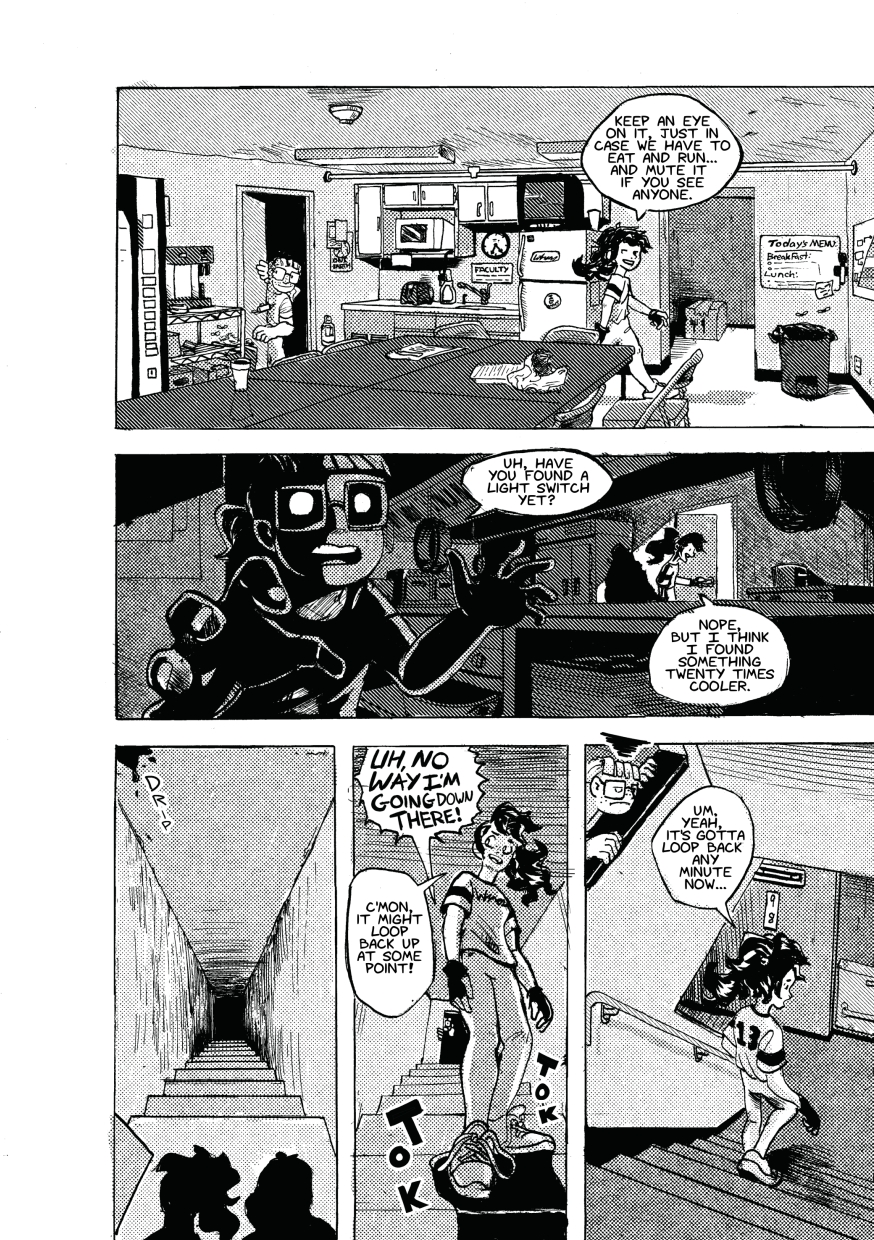 KEEP AN EYE
ON IT, JUST IN
CASE WE HAVE TO
EAT AND RUN...
AND MUTE IT
IF YOU SEE
ANYONE.
FACULTY
Today's MENU:
BreakFast:
Lunch:
UH, HAVE
YOU FOUND A
LIGHT SWITCH
YET?
NOPE,
BUT I THINK
I FOUND
SOMETHING
TWENTY TIMES
COOLER.
DRIP
UH, NO
WAY I'M
GOING DOWN
THERE!
C'MON,
IT MIGHT
LOOP
BACK UP
AT SOME
POINT!
TOK
TOK
UM,
YEAH,
IT'S GOTTA
LOOP BACK
ANY
MINUTE
NOW...
98
13